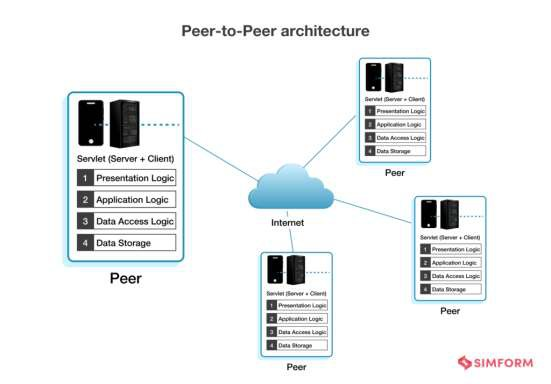 Peer-to-Peer architecture
Servlet (Server + Client)
1 Presentation Logic
2 Application Logic
3 Data Access Logic
4 Data Storage
Peer
Internet
Servlet (Server + Client)
1 Presentation Logic
2 Application Logic
3 Data Access Logic
4 Data Storage
Peer
Servlet (Server + Client)
1 Presentation Logic
2 Application Logic
3 Data Access Logic
4 Data Storage
Peer
Servlet (Server + Client)
1 Presentation Logic
2 Application Logic
3 Data Access Logic
4 Data Storage
Peer
SIMFORM